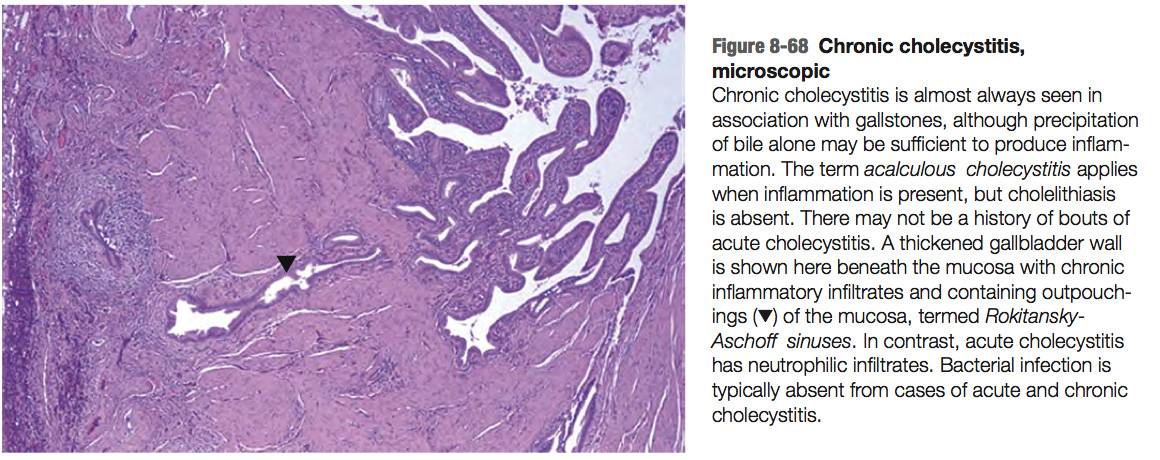 Figure 8-68 Chronic cholecystitis,
microscopic
Chronic cholecystitis is almost always seen in
association with gallstones, although precipitation
of bile alone may be sufficient to produce inflam-
mation. The term acalculous cholecystitis applies
when inflammation is present, but cholelithiasis
is absent. There may not be a history of bouts of
acute cholecystitis. A thickened gallbladder wall
is shown here beneath the mucosa with chronic
inflammatory infiltrates and containing outpouch-
ings (▼) of the mucosa, termed Rokitansky-
Aschoff sinuses. In contrast, acute cholecystitis
has neutrophilic infiltrates. Bacterial infection is
typically absent from cases of acute and chronic
cholecystitis.